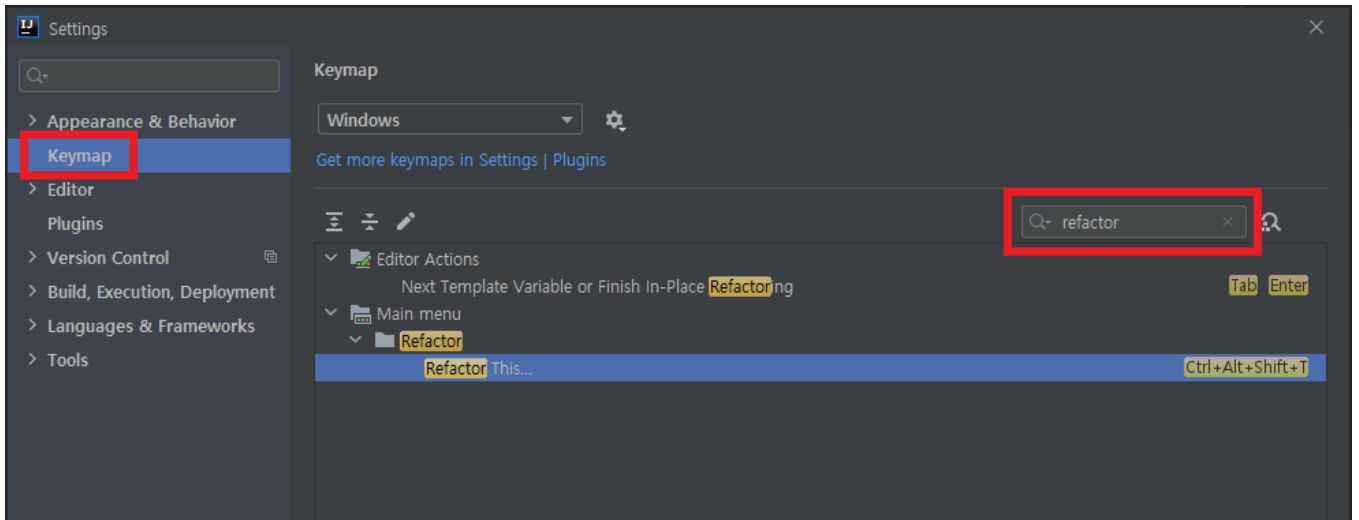 IJ
Settings
Keymap
Appearance & Behavior
Windows
Keymap
Get more keymaps in Settings | Plugins
Editor
Plugins
refactor
Version Control
Editor Actions
Build, Execution, Deployment
Next Template Variable or Finish In-Place Refactoring Tab Enter
Main menu
Languages & Frameworks
Refactor
Tools
Refactor This... Ctrl+Alt+Shift+T